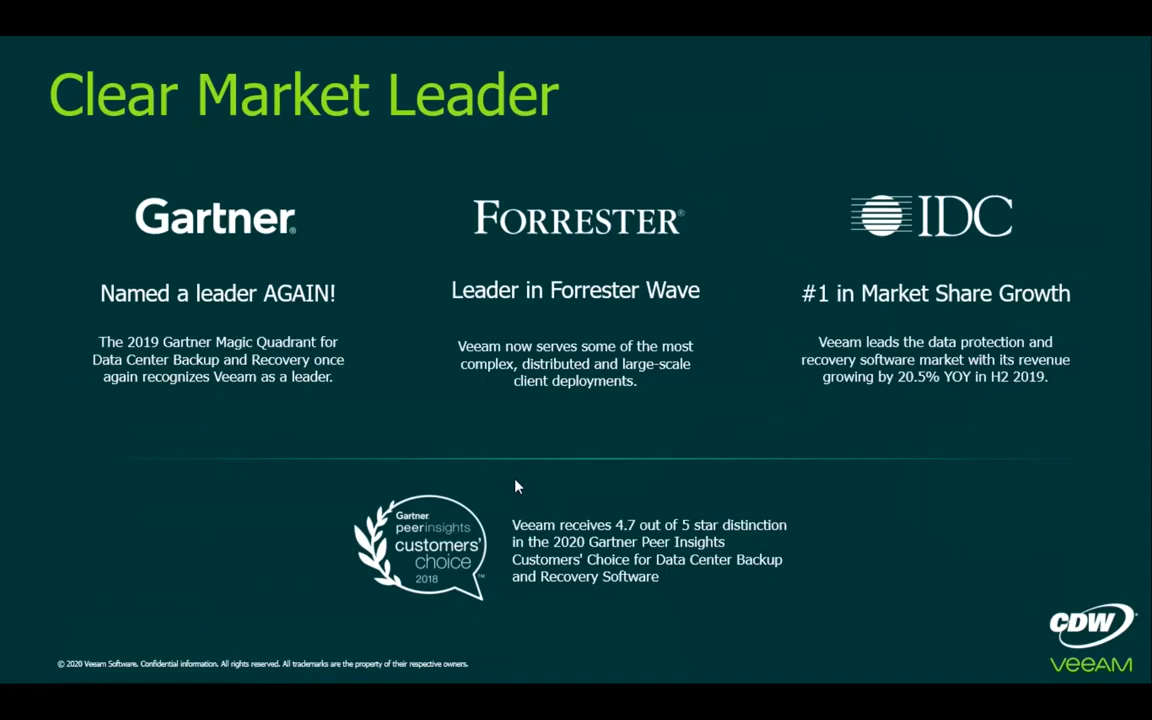 Clear Market Leader
Gartner®
Named a leader AGAIN!
The 2019 Gartner Magic Quadrant for
Data Center Backup and Recovery once
again recognizes Veeam as a leader.
FORRESTER®
Leader in Forrester Wave
Veeam now serves some of the most
complex, distributed and large-scale
client deployments.
IDC
#1 in Market Share Growth
Veeam leads the data protection and
recovery software market with its revenue
growing by 20.5% YOY in H2 2019.
Gartner
peerinsights
customers'
choice
2018
TM
Veeam receives 4.7 out of 5 star distinction
in the 2020 Gartner Peer Insights
Customers' Choice for Data Center Backup
and Recovery Software
© 2020 Veeam Software. Confidential information. All rights reserved. All trademarks are the property of their respective owners.
CDW®
VEEAM